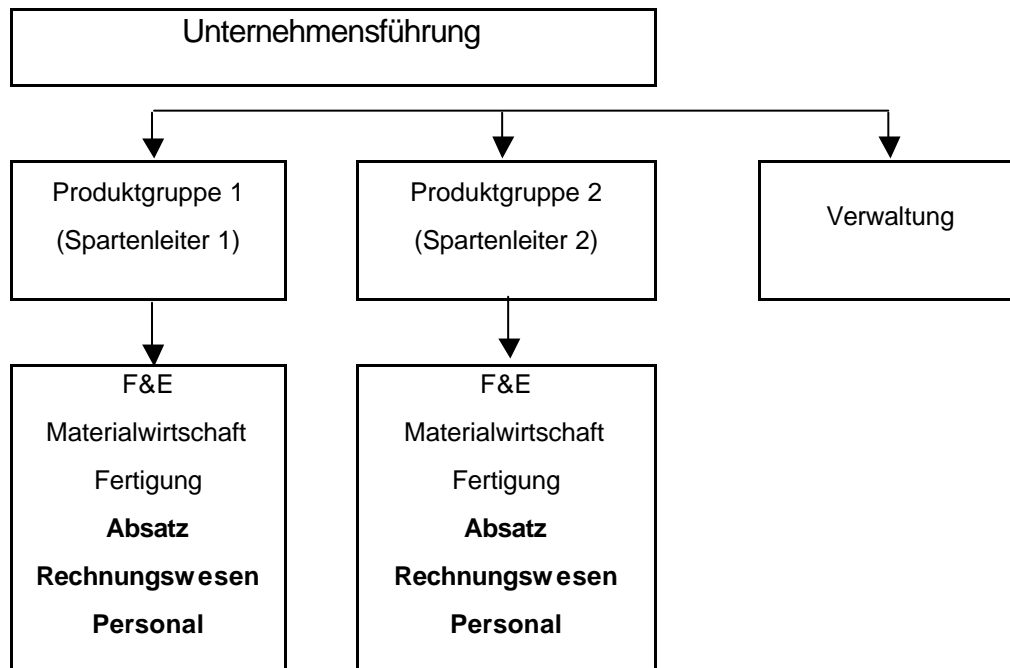 Unternehmensführung
Produktgruppe 1
(Spartenleiter 1)
Produktgruppe 2
(Spartenleiter 2)
Verwaltung
F&E
Materialwirtschaft
Fertigung
Absatz
Rechnungswesen
Personal
F&E
Materialwirtschaft
Fertigung
Absatz
Rechnungswesen
Personal